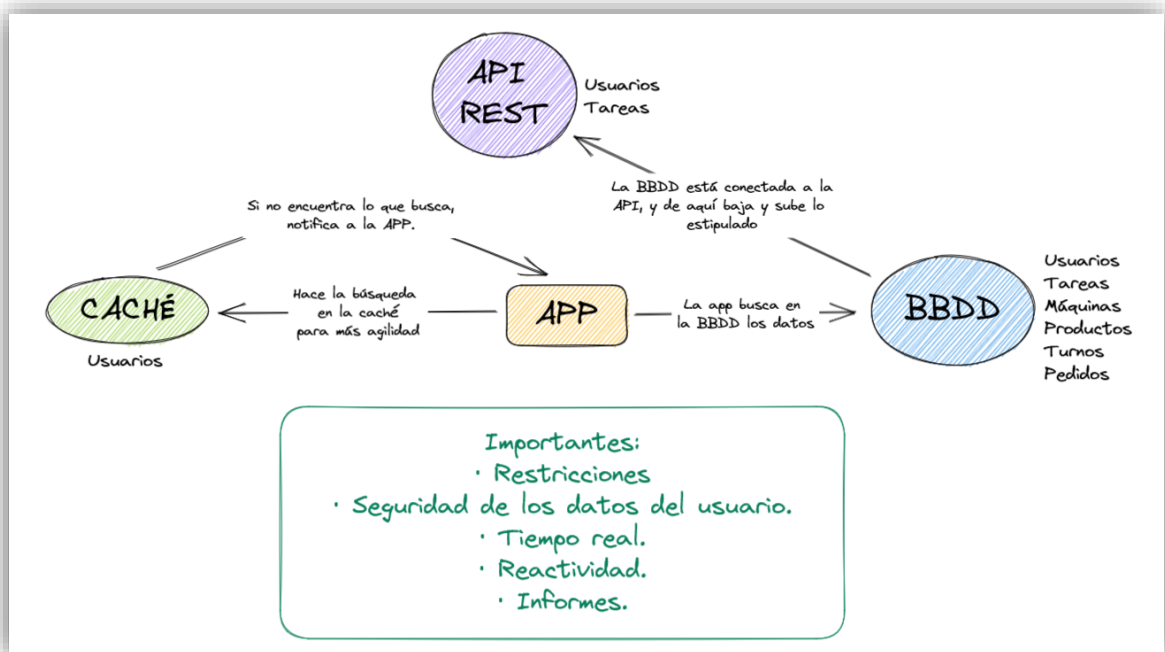 API
REST
Usuarios
Tareas
La BBDD está conectada a la
API, y de aquí baja y sube lo
estipulado
Si no encuentra lo que busca,
notifica a la APP.
CACHÉ
Usuarios
Hace la búsqueda
en la caché
para más agilidad
APP
La app busca en
la BBDD los datos
BBDD
Usuarios
Tareas
Máquinas
Productos
Turnos
Pedidos
Importantes:
· Restricciones
· Seguridad de los datos del usuario.
· Tiempo real.
· Reactividad.
· Informes.